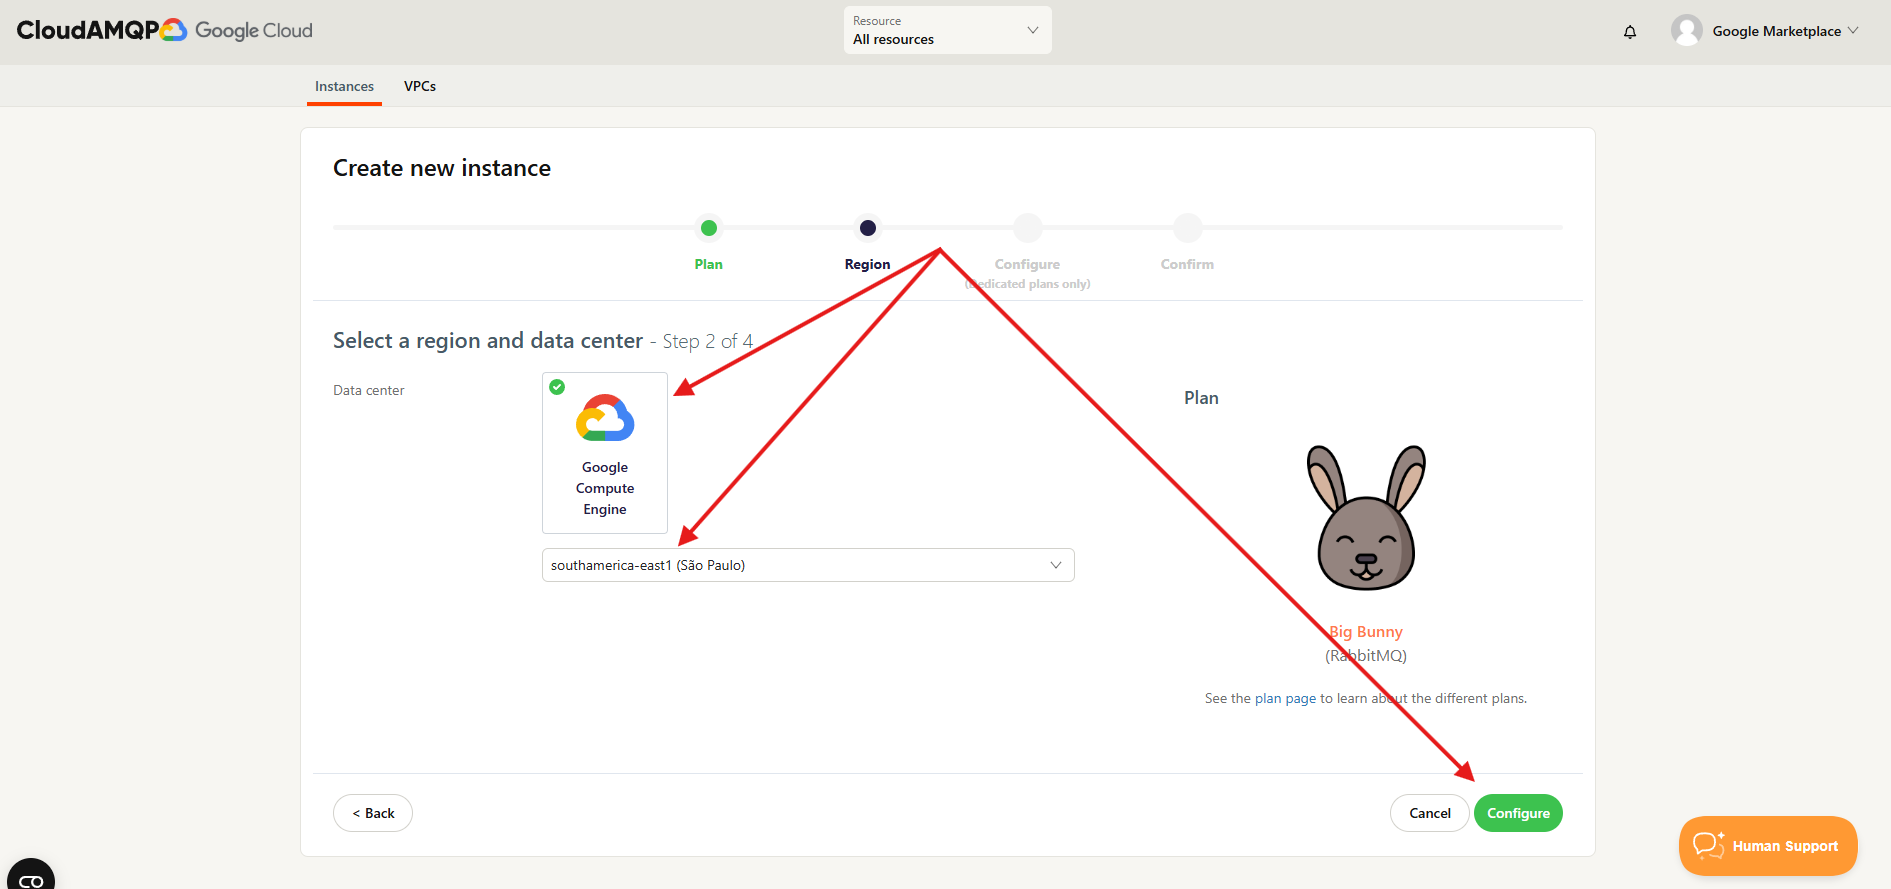 CloudAMQP Google Cloud
Resource
All resources
Google Marketplace
Instances
VPCs
Create new instance
Plan
Region
Configure
(Dedicated plans only)
Confirm
Select a region and data center - Step 2 of 4
Data center
Google
Compute
Engine
southamerica-east1 (São Paulo)
Plan
Big Bunny
(RabbitMQ)
See the plan page to learn about the different plans.
< Back
Cancel
Configure
Human Support